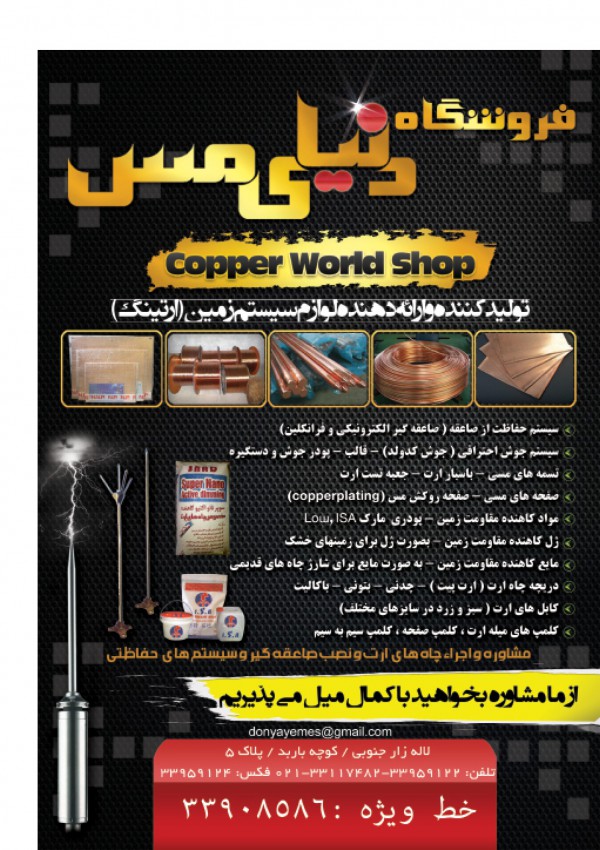 فروشگاه
دنیای مس
Copper World Shop
تولید کننده و ارائه دهنده لوازم سیستم زمین (ارتینگ)
سیستم حفاظت از صاعقه ( صاعقه گیر الکترونیکی و فرانکلین)
سیستم جوش احتراقی ( جوش کدولد) - قالب - پودر جوش و دستگیره
تسمه های مسی - باسبار ارت - جعبه تست ارت
صفحه های مسی - صفحه روکش مس (copperplating)
مواد کاهنده مقاومت زمین - پودری مارک Low, ISA
ژل کاهنده مقاومت زمین - بصورت ژل برای زمینهای خشک
مایع کاهنده مقاومت زمین - به صورت مایع برای شارژ چاه های قدیمی
دریچه چاه ارت ( ارت پیت ) - چدنی - بتونی - باکالیت
کابل های ارت ( سبز و زرد در سایزهای مختلف)
کلمپ های میله ارت ، کلمپ صفحه ، کلمپ سیم به سیم
Super Nano
Active Bentonite
I.S.A
مشاوره و اجراء چاه های ارت و نصب صاعقه گیر و سیستم های حفاظتی
از ما مشاوره بخواهید با کمال میل می پذیریم
donyayemes@gmail.com
لاله زار جنوبی / کوچه باربد / پلاک ۵
تلفن: ۳۳۹۵۹۱۲۲-۳۳۱۱۷۴۸۲-۰۲۱ فکس: ۳۳۹۵۹۱۲۴
خط ویژه :۳۳۹۰۸۵۸۶